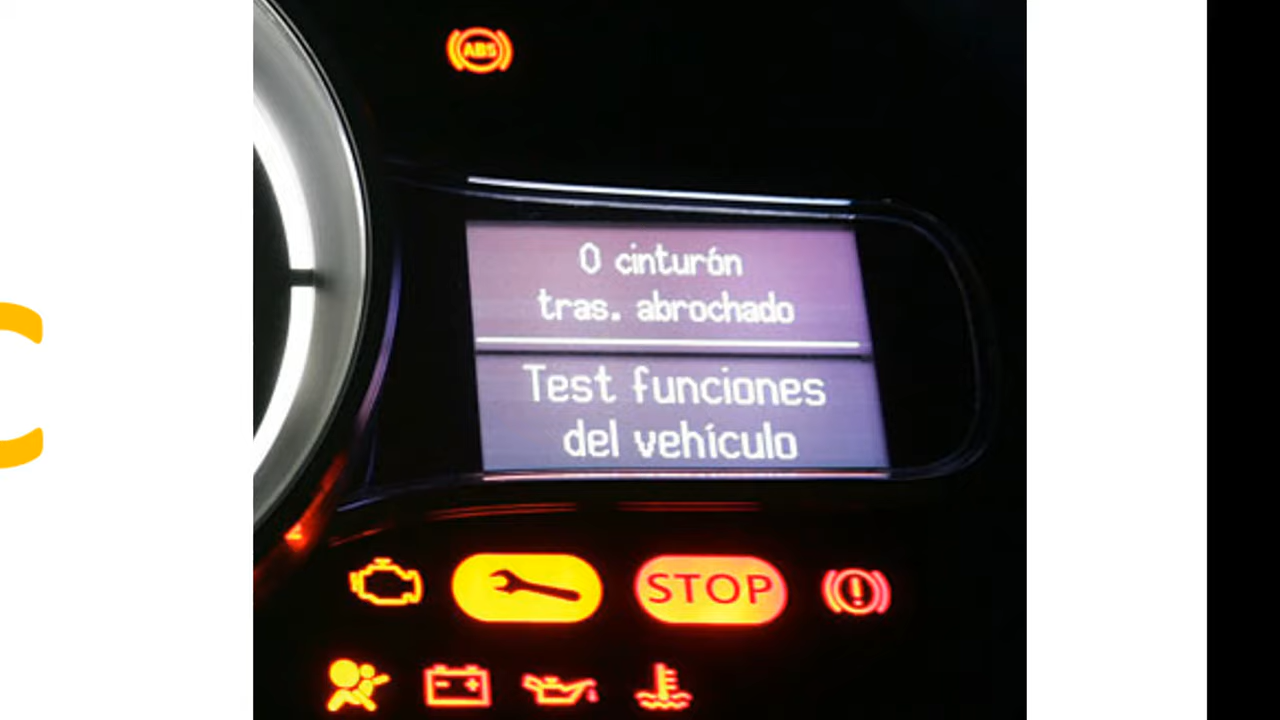 ABS
0 cinturón
tras. abrochado
Test funciones
del vehículo
STOP